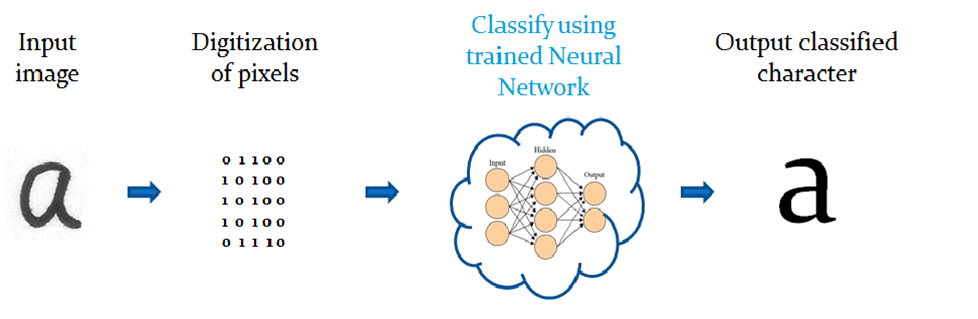 Input
image
Digitization
of pixels
Classify using
trained Neural
Network
Output classified
character
a
0 1 1 0 0
1 0 1 0 0
1 0 1 0 0
1 0 1 0 0
0 1 1 1 0
Input
Hidden
Output
a